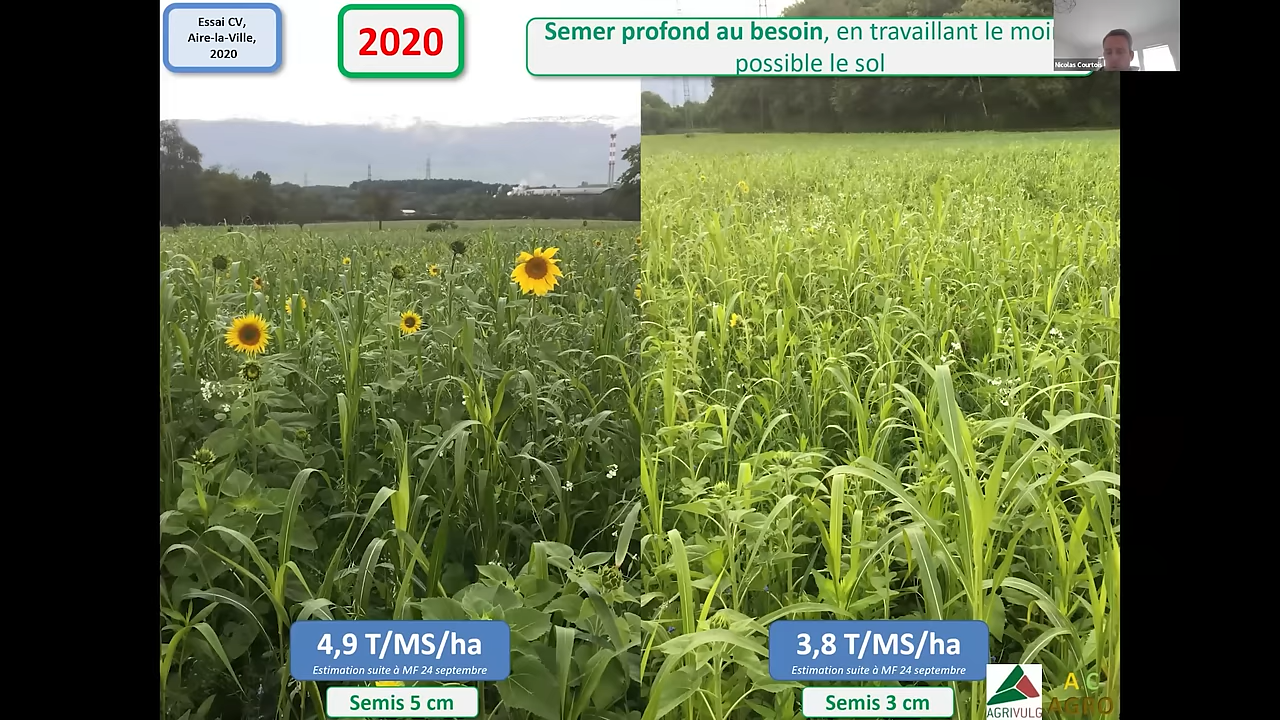 Essai CV,
Aire-la-Ville,
2020
2020
Semer profond au besoin, en travaillant le moi
possible le sol
Nicolas Courtois
4,9 T/MS/ha
Estimation suite à MF 24 septembre
Semis 5 cm
3,8 T/MS/ha
Estimation suite à MF 24 septembre
Semis 3 cm
AGRIVULG
AC
AGRO